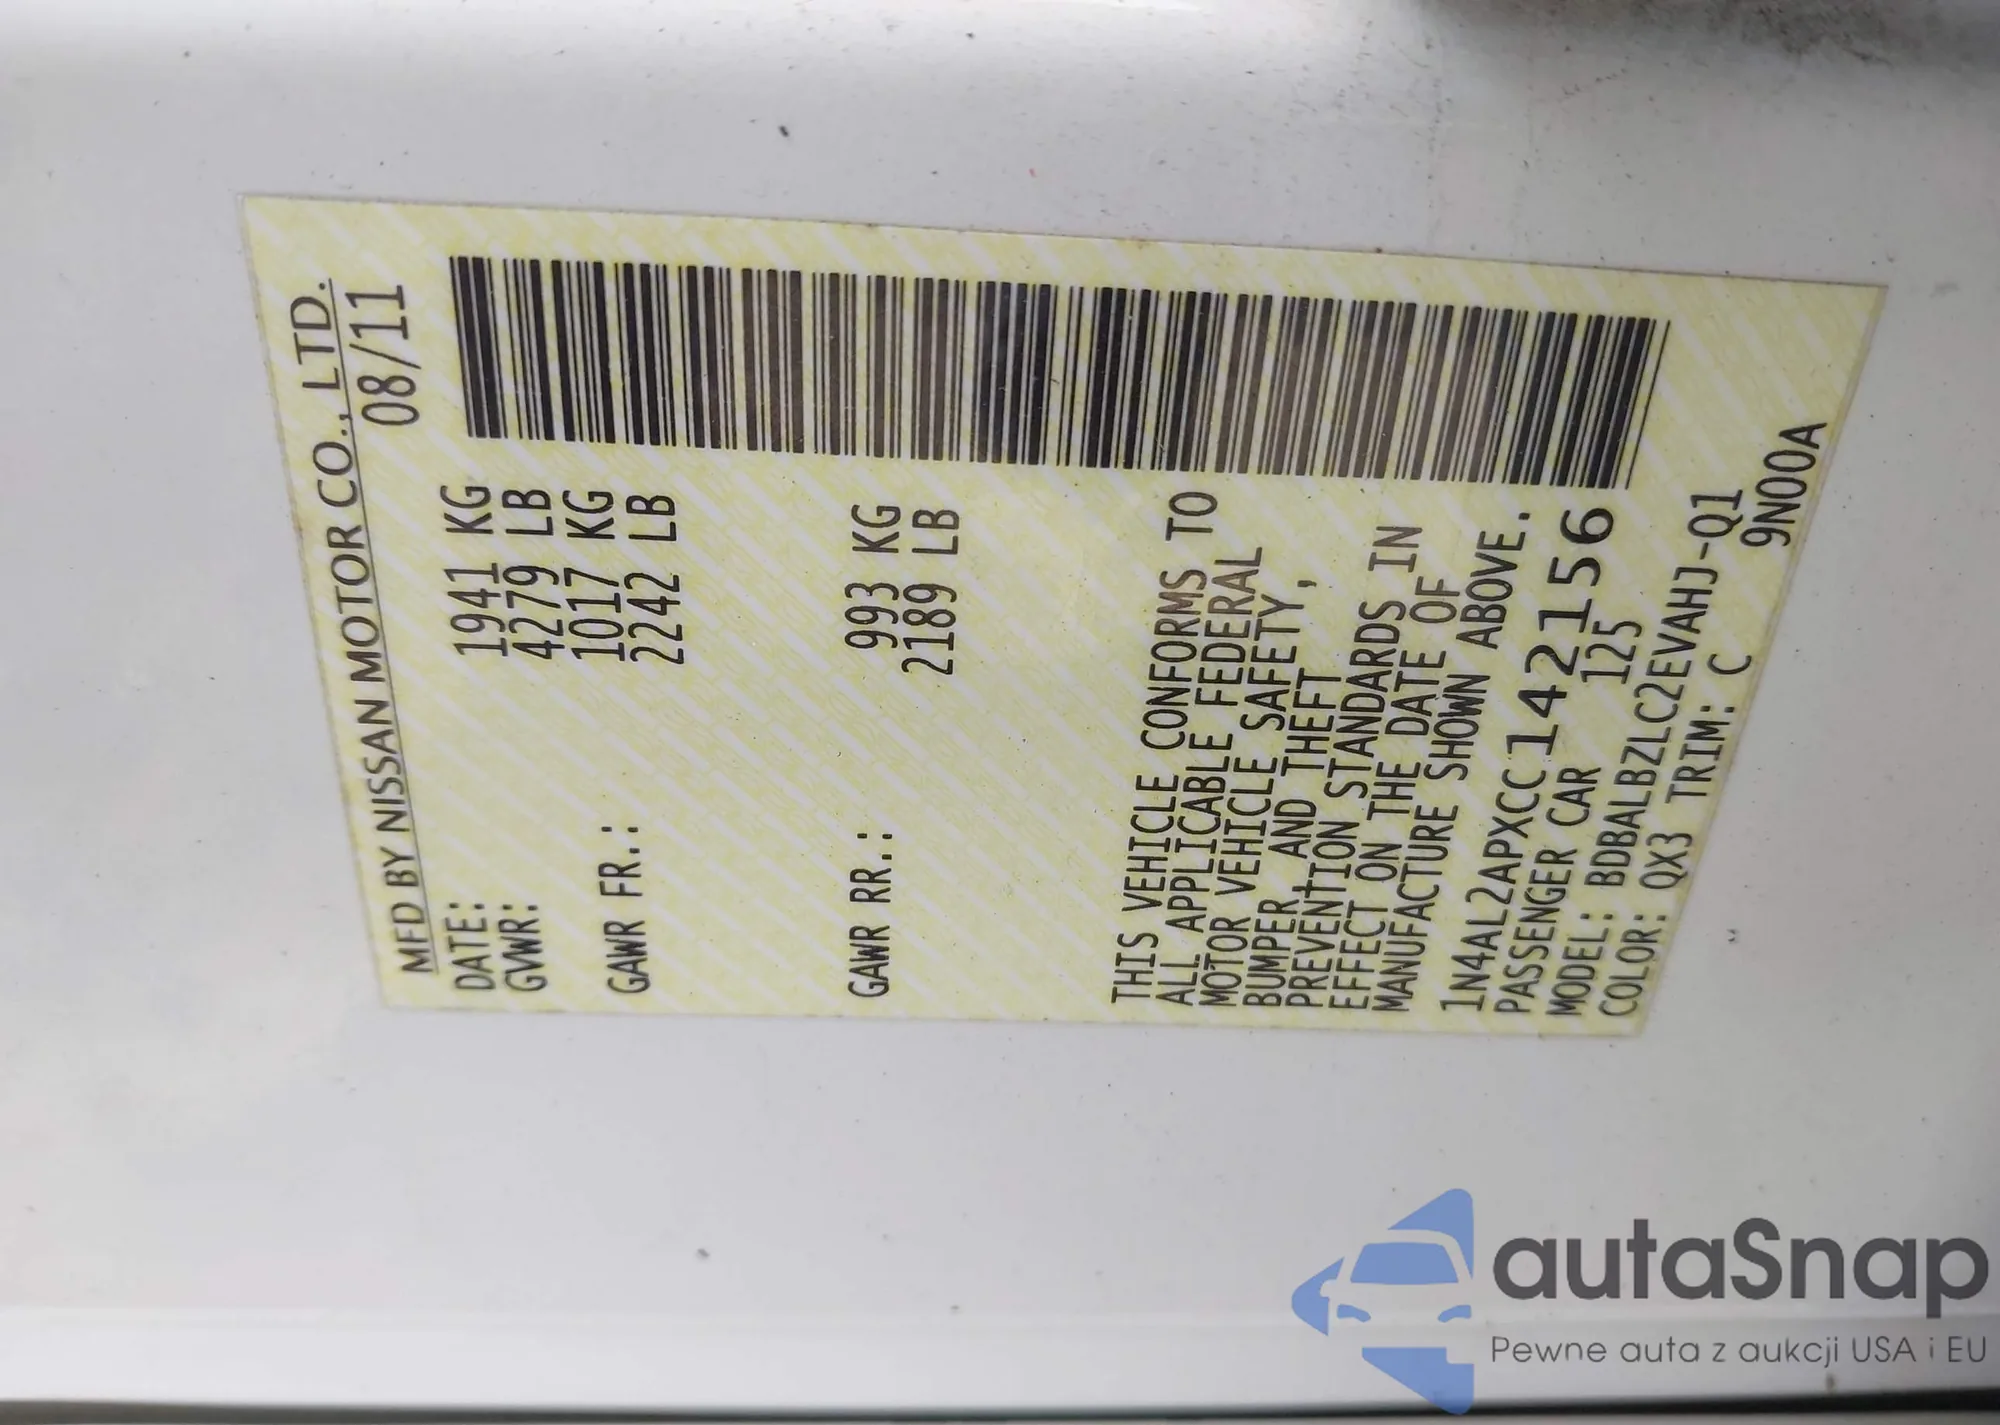 MFD BY NISSAN MOTOR CO., LTD.
DATE: 08/11
GVWR: 1941 KG
4279 LB
GAWR FR.: 1017 KG
2242 LB
GAWR RR.: 993 KG
2189 LB
THIS VEHICLE CONFORMS TO
ALL APPLICABLE FEDERAL
MOTOR VEHICLE SAFETY,
BUMPER, AND THEFT
PREVENTION STANDARDS IN
EFFECT ON THE DATE OF
MANUFACTURE SHOWN ABOVE.
1N4AL2APXCC142156
PASSENGER CAR 125
MODEL: BDBALBZLC2EVAHJ-Q1
COLOR: QX3 TRIM: C 9N00A
autaSnap
Pewne auta z aukcji USA i EU